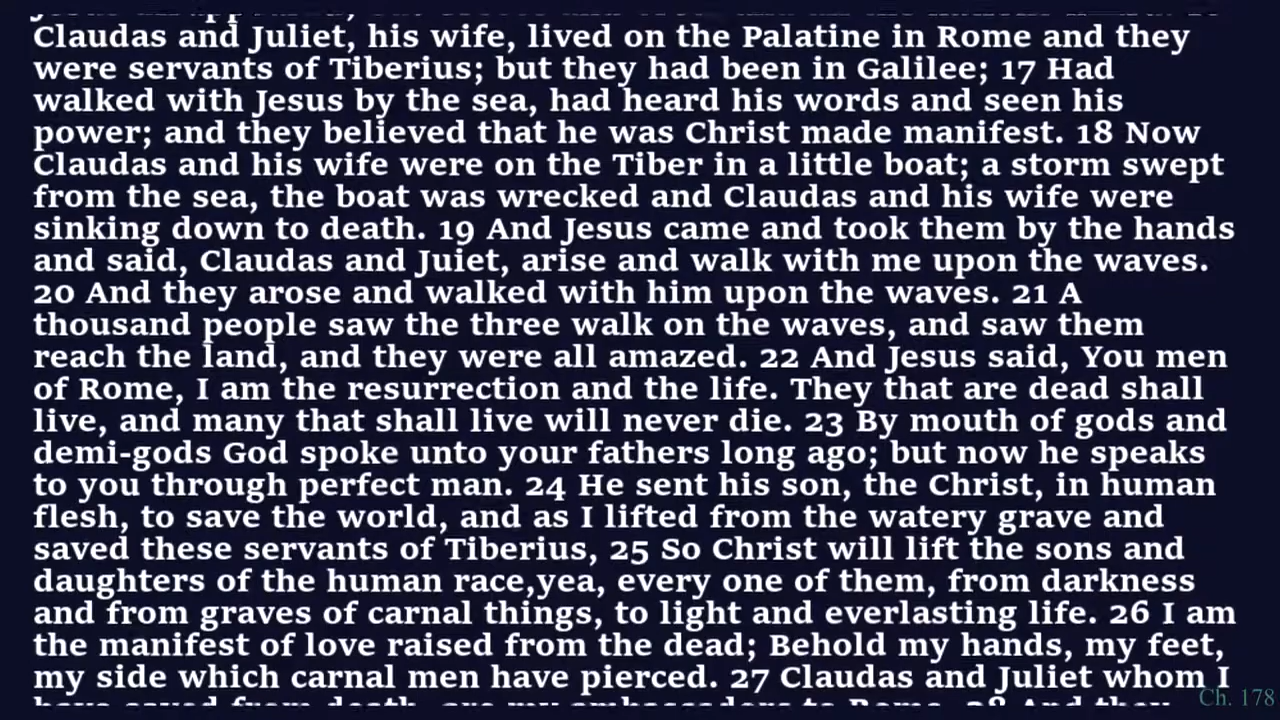 Claudas and Juliet, his wife, lived on the Palatine in Rome and they
were servants of Tiberius; but they had been in Galilee; 17 Had
walked with Jesus by the sea, had heard his words and seen his
power; and they believed that he was Christ made manifest. 18 Now
Claudas and his wife were on the Tiber in a little boat; a storm swept
from the sea, the boat was wrecked and Claudas and his wife were
sinking down to death. 19 And Jesus came and took them by the hands
and said, Claudas and Juiet, arise and walk with me upon the waves.
20 And they arose and walked with him upon the waves. 21 A
thousand people saw the three walk on the waves, and saw them
reach the land, and they were all amazed. 22 And Jesus said, You men
of Rome, I am the resurrection and the life. They that are dead shall
live, and many that shall live will never die. 23 By mouth of gods and
demi-gods God spoke unto your fathers long ago; but now he speaks
to you through perfect man. 24 He sent his son, the Christ, in human
flesh, to save the world, and as I lifted from the watery grave and
saved these servants of Tiberius, 25 So Christ will lift the sons and
daughters of the human race,yea, every one of them, from darkness
and from graves of carnal things, to light and everlasting life. 26 I am
the manifest of love raised from the dead; Behold my hands, my feet,
my side which carnal men have pierced. 27 Claudas and Juliet whom I
have saved from death, are my ambassadors to Rome. 28 And they
Ch. 178